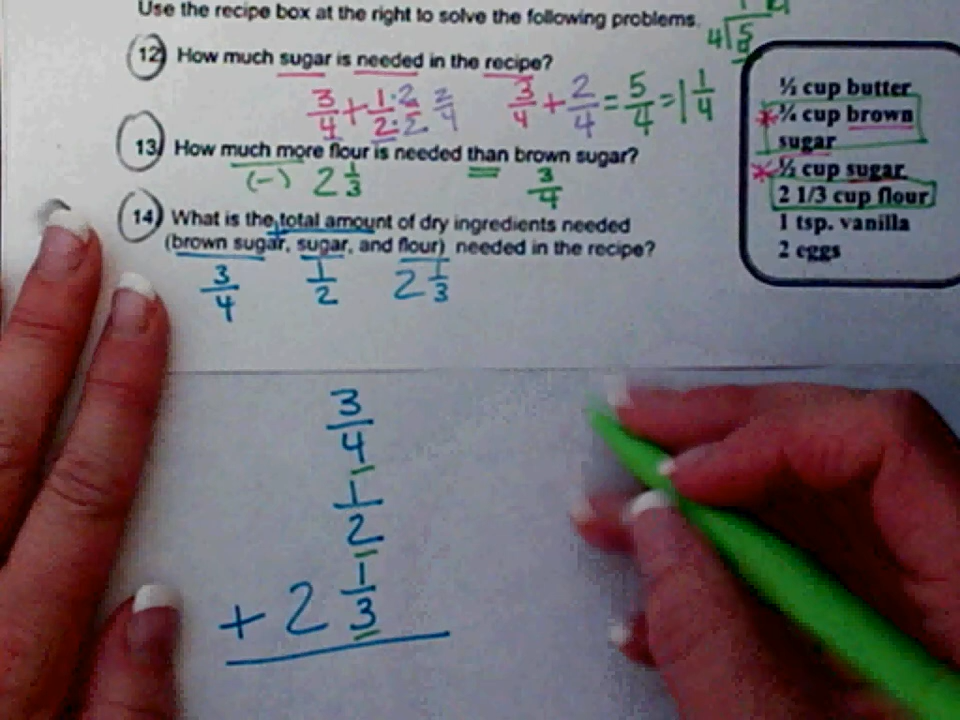 Use the recipe box at the right to solve the following problems.
4 5
12) How much sugar is needed in the recipe?
3/4 + 1·2/2·2 2/4 3/4 + 2/4 = 5/4 = 1 1/4
13) How much more flour is needed than brown sugar?
(-) 2 1/3 3/4
14) What is the total amount of dry ingredients needed
(brown sugar, sugar, and flour) needed in the recipe?
3/4 1/2 2 1/3
½ cup butter
¾ cup brown
sugar
½ cup sugar
2 1/3 cup flour
1 tsp. vanilla
2 eggs
3/4
1/2
+ 2 1/3